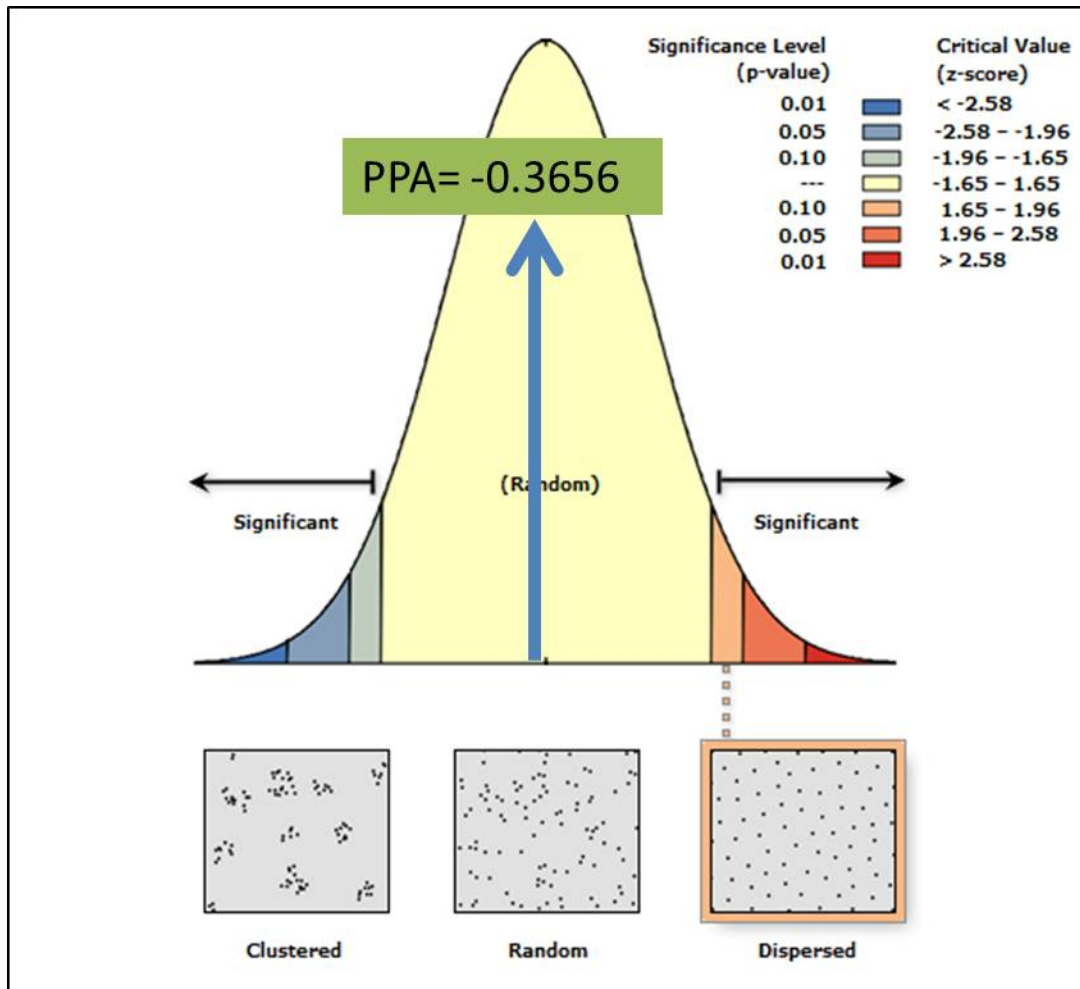 Significance Level Critical Value
(p-value) (z-score)
0.01 < -2.58
0.05 -2.58 – -1.96
0.10 -1.96 – -1.65
--- -1.65 – 1.65
0.10 1.65 – 1.96
0.05 1.96 – 2.58
0.01 > 2.58
PPA= -0.3656
(Random)
Significant Significant
Clustered Random Dispersed